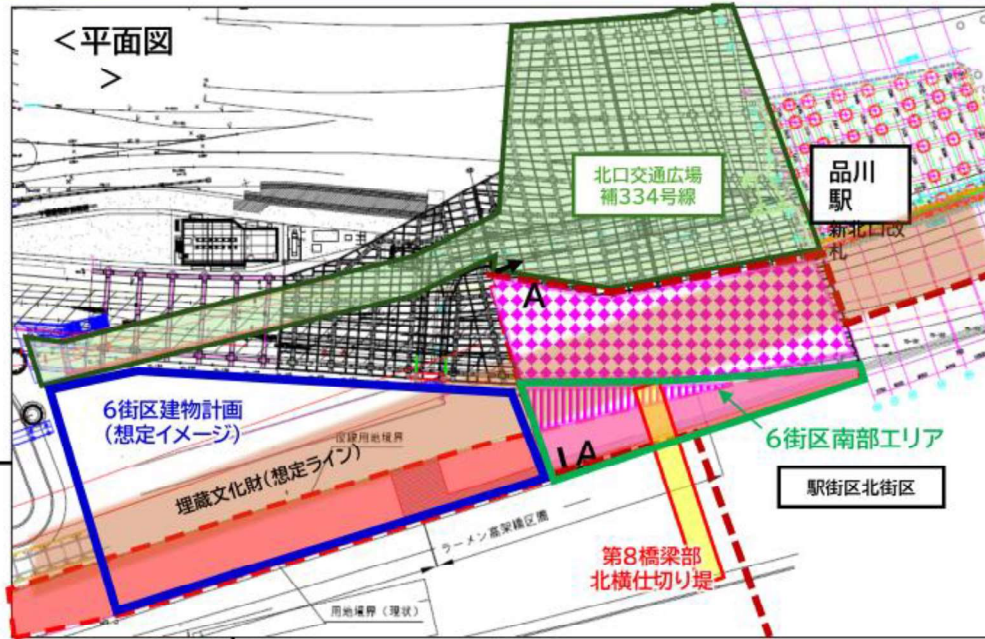 <平面図
>
北口交通広場
補334号線
品川
駅
新北口改
札
A
6街区建物計画
(想定イメージ)
埋蔵文化財(想定ライン)
A
6街区南部エリア
駅街区北街区
ラーメン高架橋区間
第8橋梁部
北横仕切り堤
用地境界(現状)